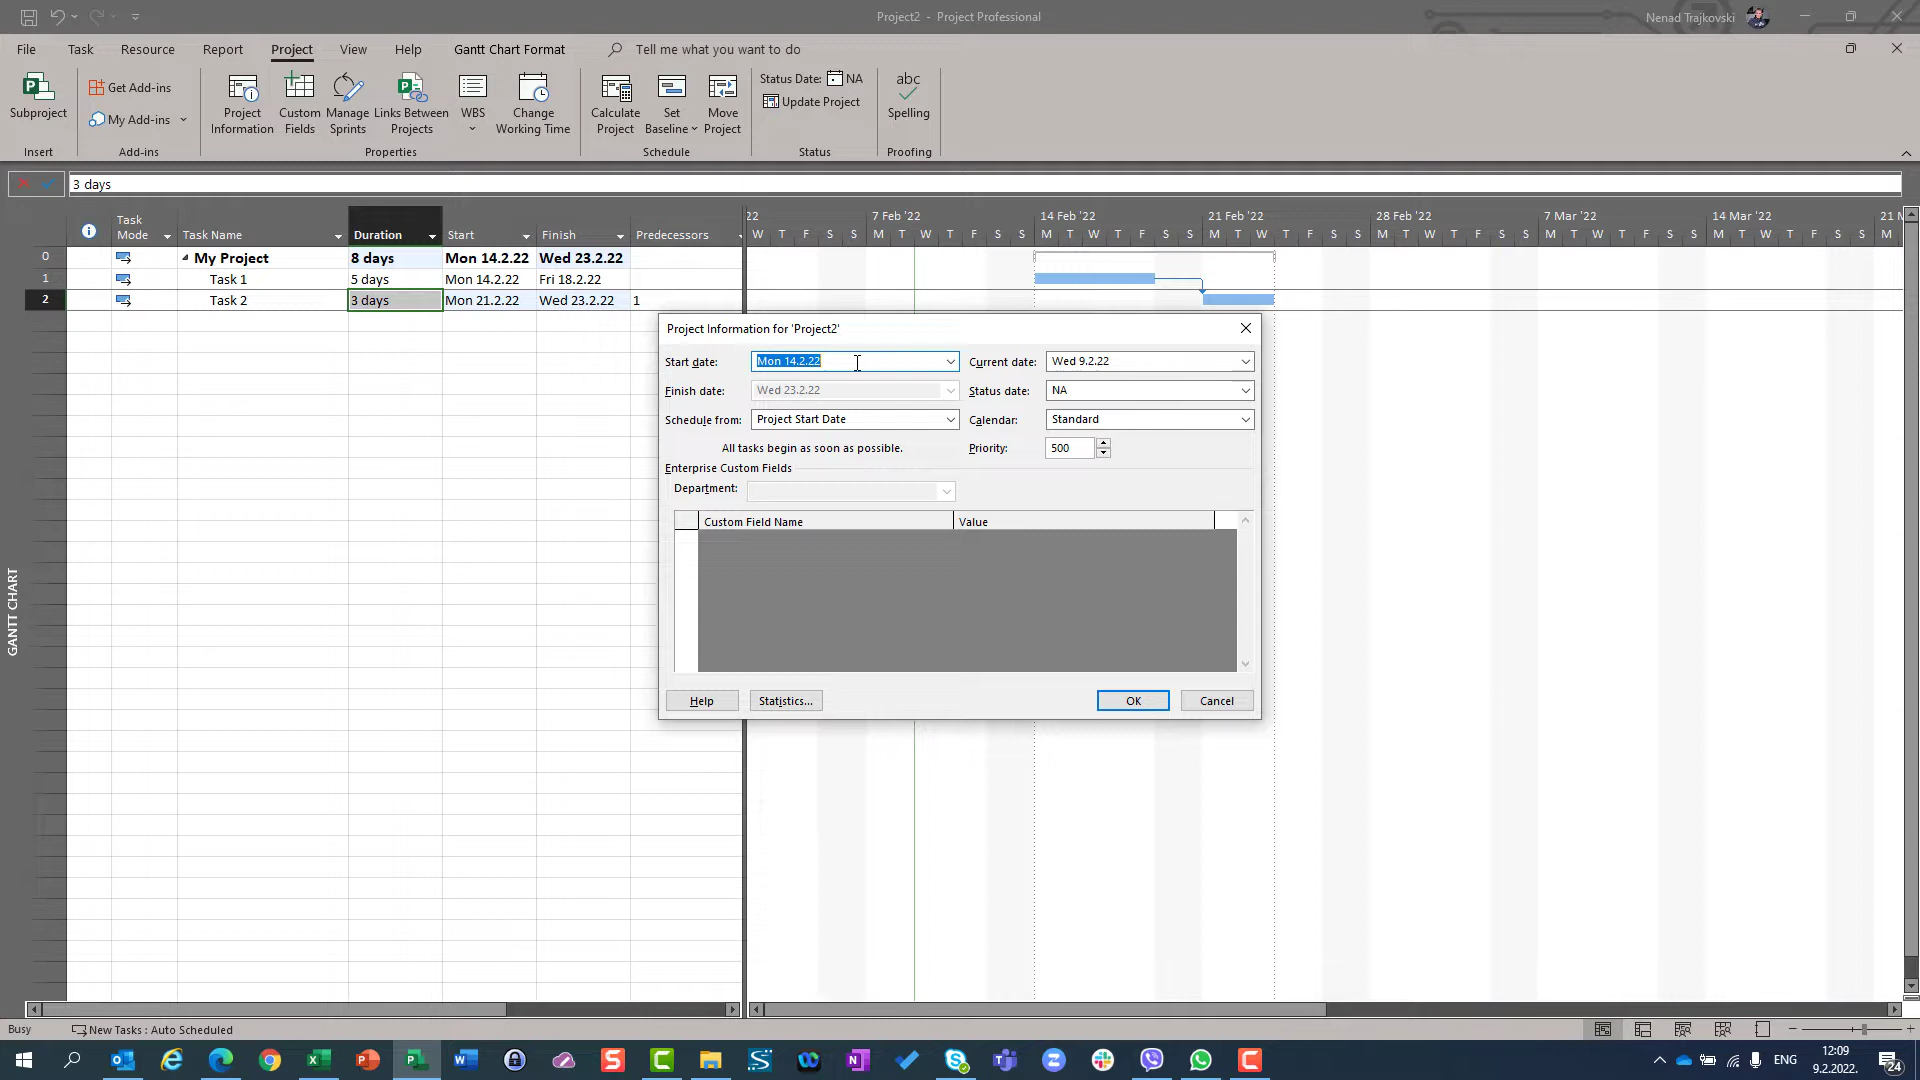 Project2 - Project Professional
Nenad Trajkovski
File Task Resource Report Project View Help Gantt Chart Format Tell me what you want to do
Subproject
Get Add-ins
My Add-ins
Project Information
Custom Fields
Manage Sprints
Links Between Projects
WBS
Change Working Time
Calculate Project
Set Baseline
Move Project
Status Date: NA
Update Project
abc
Spelling
Insert Add-ins Properties Schedule Status Proofing
3 days
Task Mode Task Name Duration Start Finish Predecessors
22 7 Feb '22 14 Feb '22 21 Feb '22 28 Feb '22 7 Mar '22 14 Mar '22 21 M
W T F S S M T W T F S S M T W T F S S M T W T F S S M T W T F S S M T W T F S S M T W T F S S M
0 My Project 8 days Mon 14.2.22 Wed 23.2.22
1 Task 1 5 days Mon 14.2.22 Fri 18.2.22
2 Task 2 3 days Mon 21.2.22 Wed 23.2.22 1
Project Information for 'Project2'
Start date: Mon 14.2.22 Current date: Wed 9.2.22
Finish date: Wed 23.2.22 Status date: NA
Schedule from: Project Start Date Calendar: Standard
All tasks begin as soon as possible. Priority: 500
Enterprise Custom Fields
Department:
Custom Field Name Value
Help Statistics... OK Cancel
GANTT CHART
Busy New Tasks : Auto Scheduled
ENG
12:09
9.2.2022.
24